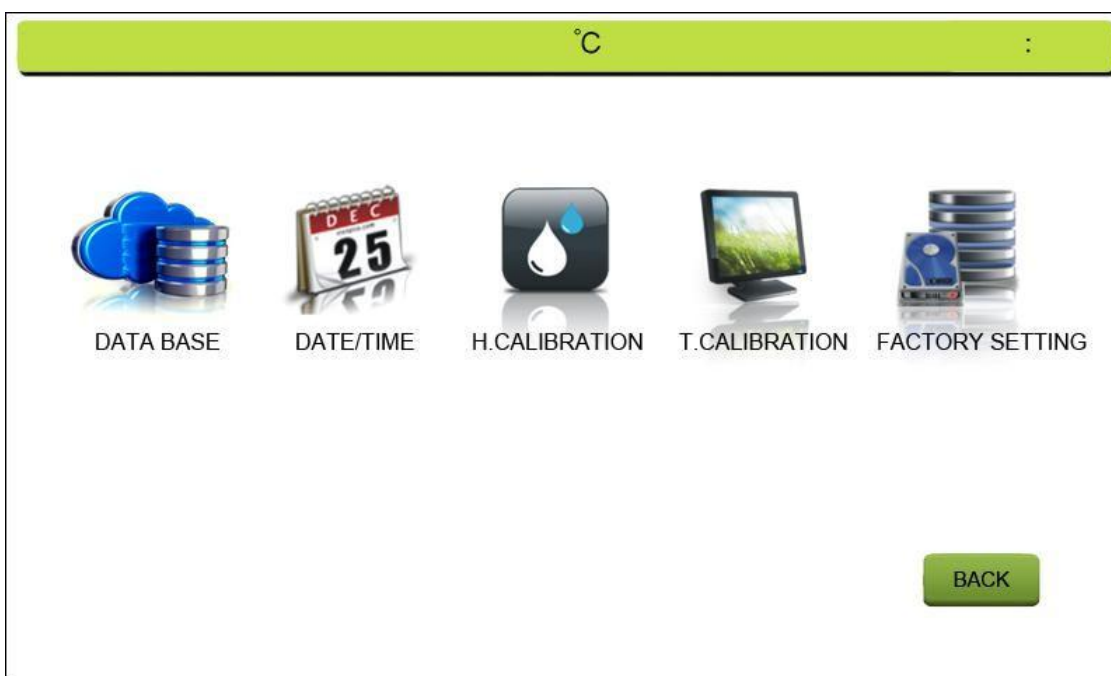 °C :
DEC
25
DATA BASE DATE/TIME H.CALIBRATION T.CALIBRATION FACTORY SETTING
BACK